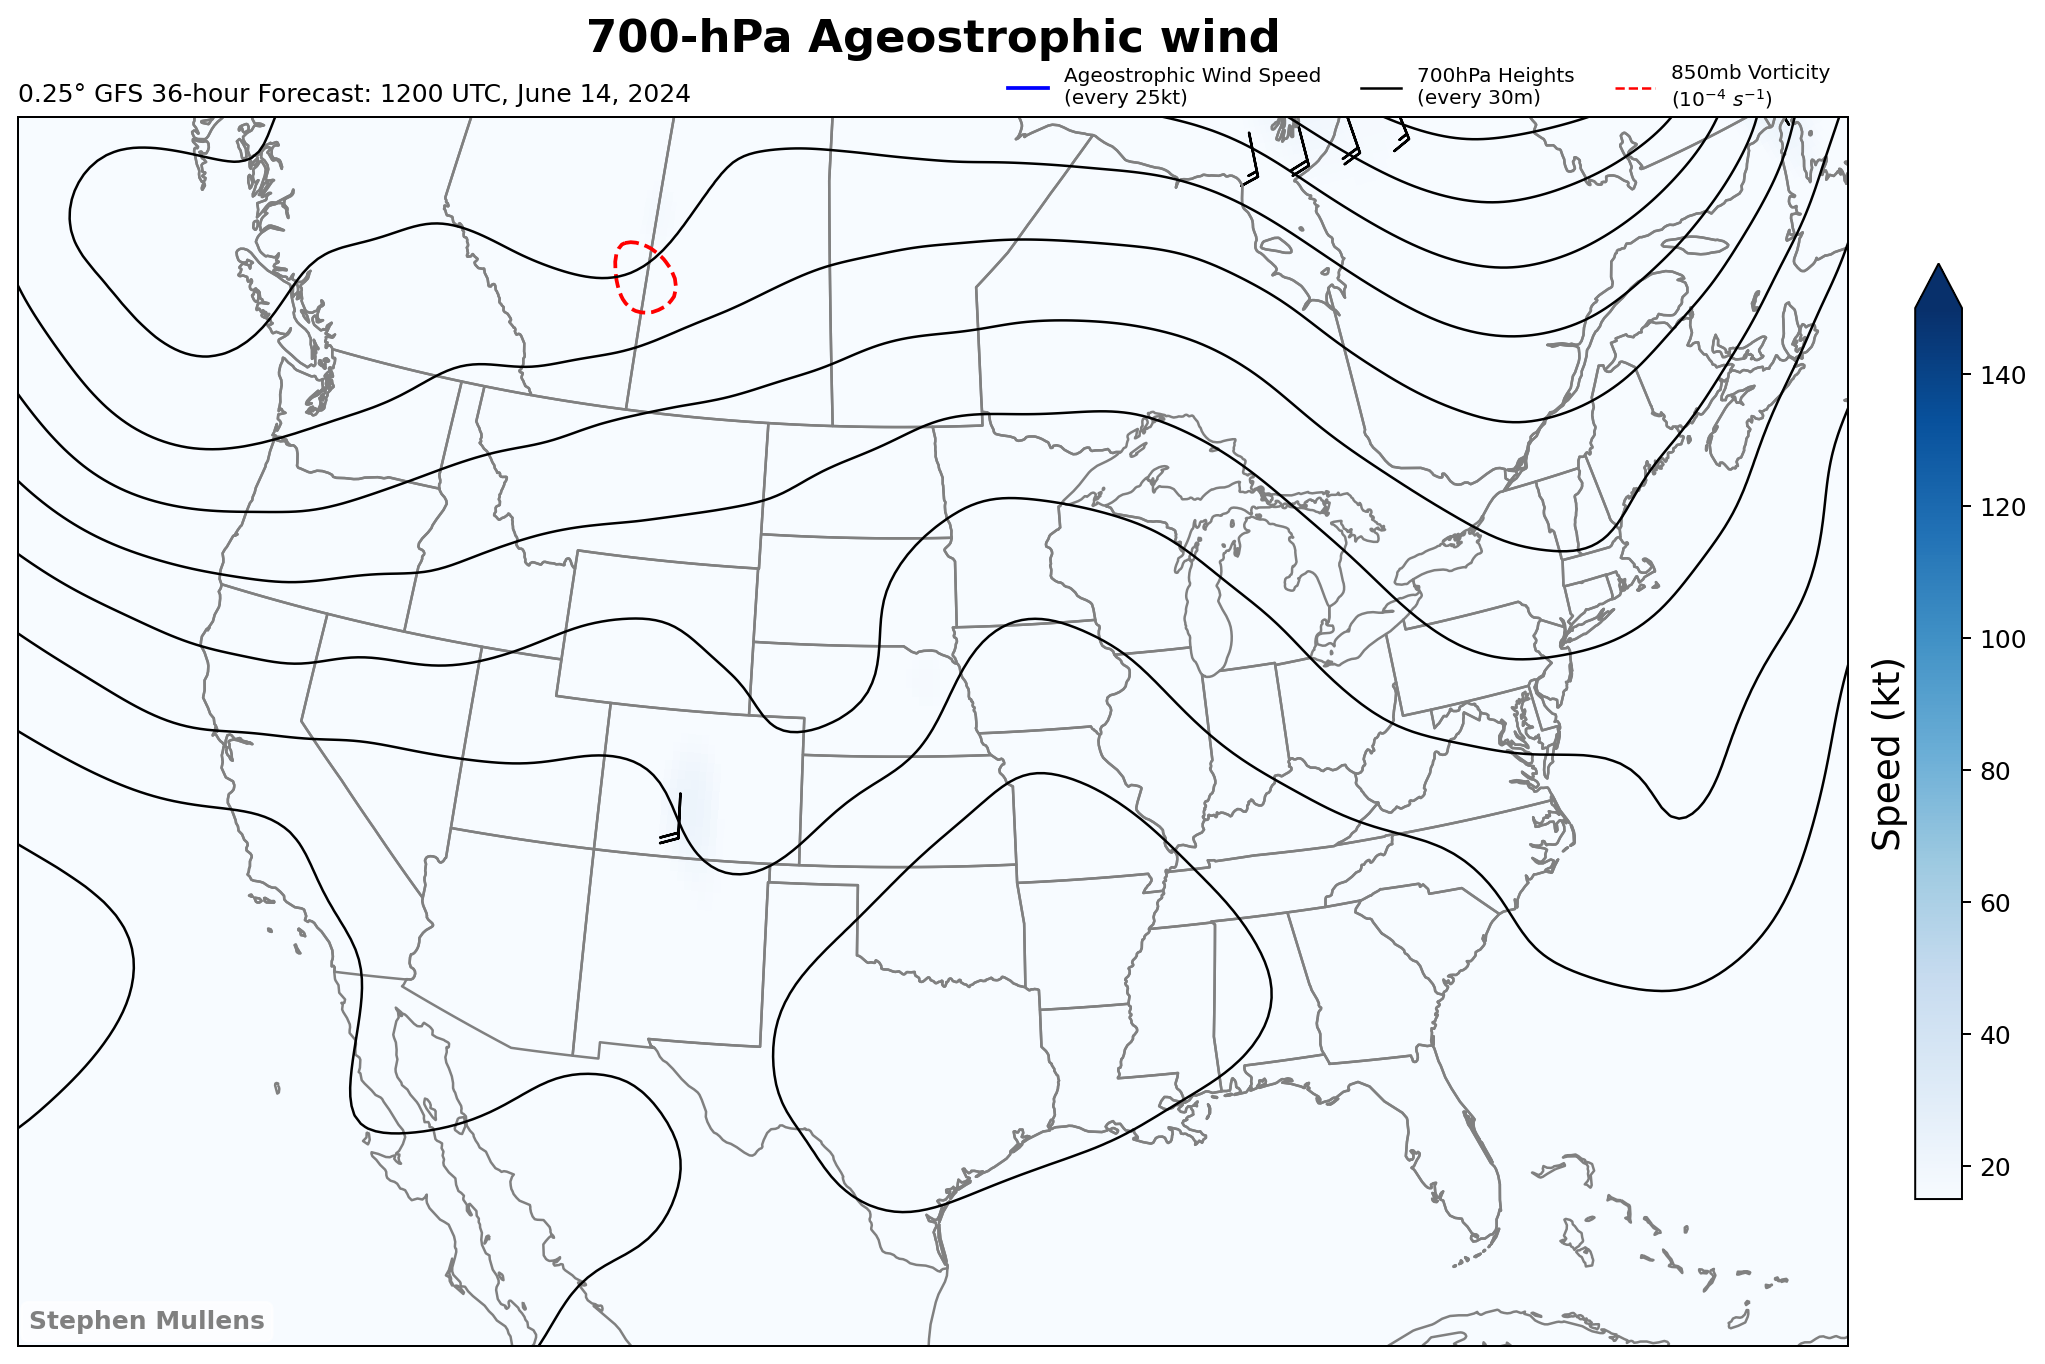 700-hPa Ageostrophic wind
0.25° GFS 36-hour Forecast: 1200 UTC, June 14, 2024
Ageostrophic Wind Speed
(every 25kt)
700hPa Heights
(every 30m)
850mb Vorticity
(10⁻⁴ s⁻¹)
140
120
100
80
60
40
20
Speed (kt)
Stephen Mullens